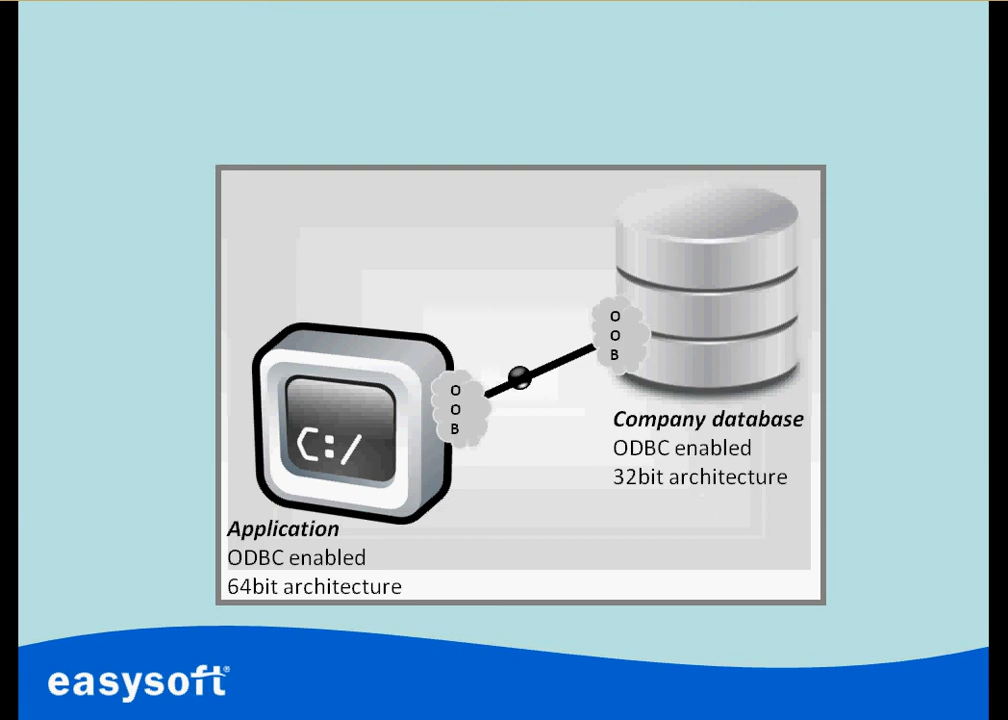 O
O
B
Company database
ODBC enabled
32bit architecture
C:/
O
O
B
Application
ODBC enabled
64bit architecture
easysoft®